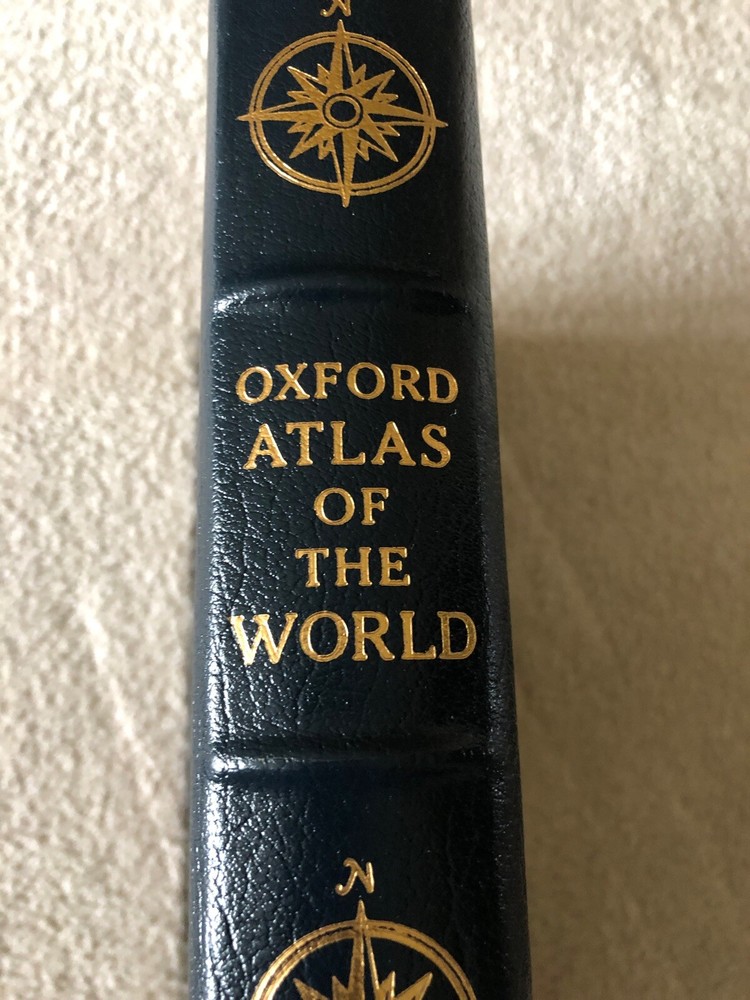 N
OXFORD
ATLAS
OF
THE
WORLD
N